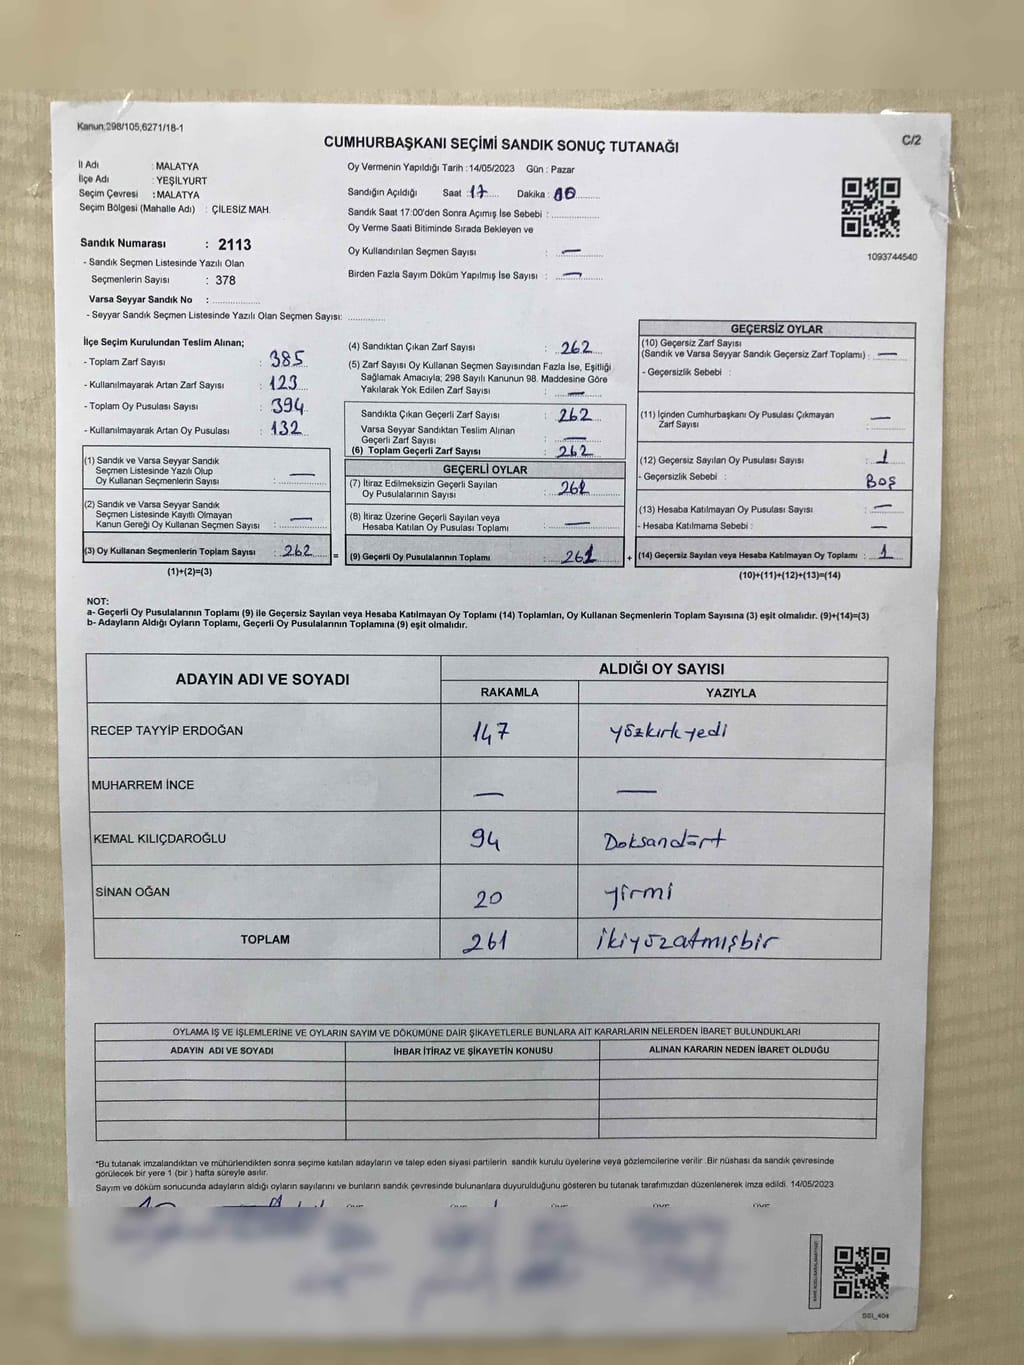 Kanun;298/105,6271/18-1
C/2
CUMHURBAŞKANI SEÇİMİ SANDIK SONUÇ TUTANAĞI
İl Adı : MALATYA
İlçe Adı : YEŞİLYURT
Seçim Çevresi : MALATYA
Seçim Bölgesi (Mahalle Adı) : ÇİLESİZ MAH.
Sandık Numarası : 2113
- Sandık Seçmen Listesinde Yazılı Olan
Seçmenlerin Sayısı : 378
Varsa Seyyar Sandık No :
- Seyyar Sandık Seçmen Listesinde Yazılı Olan Seçmen Sayısı:
Oy Vermenin Yapıldığı Tarih : 14/05/2023 Gün : Pazar
Sandığın Açıldığı Saat : 17 Dakika :
Sandık Saat 17:00'den Sonra Açımış İse Sebebi :
Oy Verme Saati Bitiminde Sırada Bekleyen ve
Oy Kullandırılan Seçmen Sayısı : —
Birden Fazla Sayım Döküm Yapılmış İse Sayısı : —
1093744540
İlçe Seçim Kurulundan Teslim Alınan;
- Toplam Zarf Sayısı : 385
- Kullanılmayarak Artan Zarf Sayısı : 123
- Toplam Oy Pusulası Sayısı : 394
- Kullanılmayarak Artan Oy Pusulası : 132
(1) Sandık ve Varsa Seyyar Sandık
Seçmen Listesinde Yazılı Olup
Oy Kullanan Seçmenlerin Sayısı : —
(2) Sandık ve Varsa Seyyar Sandık
Seçmen Listesinde Kayıtlı Olmayan
Kanun Gereği Oy Kullanan Seçmen Sayısı : —
(3) Oy Kullanan Seçmenlerin Toplam Sayısı : 262
(1)+(2)=(3)
=
(4) Sandıktan Çıkan Zarf Sayısı : 262
(5) Zarf Sayısı Oy Kullanan Seçmen Sayısından Fazla İse, Eşitliği
Sağlamak Amacıyla; 298 Sayılı Kanunun 98. Maddesine Göre
Yakılarak Yok Edilen Zarf Sayısı : —
Sandıkta Çıkan Geçerli Zarf Sayısı : 262
Varsa Seyyar Sandıktan Teslim Alınan
Geçerli Zarf Sayısı : —
(6) Toplam Geçerli Zarf Sayısı : 262
GEÇERLİ OYLAR
(7) İtiraz Edilmeksizin Geçerli Sayılan
Oy Pusulalarının Sayısı : 261
(8) İtiraz Üzerine Geçerli Sayılan veya
Hesaba Katılan Oy Pusulası Toplamı : —
(9) Geçerli Oy Pusulalarının Toplamı : 261
+
GEÇERSİZ OYLAR
(10) Geçersiz Zarf Sayısı
(Sandık ve Varsa Seyyar Sandık Geçersiz Zarf Toplamı) : —
- Geçersizlik Sebebi :
(11) İçinden Cumhurbaşkanı Oy Pusulası Çıkmayan
Zarf Sayısı : —
(12) Geçersiz Sayılan Oy Pusulası Sayısı : 1
- Geçersizlik Sebebi : Boş
(13) Hesaba Katılmayan Oy Pusulası Sayısı : —
- Hesaba Katılmama Sebebi : —
(14) Geçersiz Sayılan veya Hesaba Katılmayan Oy Toplamı : 1
(10)+(11)+(12)+(13)=(14)
NOT:
a- Geçerli Oy Pusulalarının Toplamı (9) ile Geçersiz Sayılan veya Hesaba Katılmayan Oy Toplamı (14) Toplamları, Oy Kullanan Seçmenlerin Toplam Sayısına (3) eşit olmalıdır. (9)+(14)=(3)
b- Adayların Aldığı Oyların Toplamı, Geçerli Oy Pusulalarının Toplamına (9) eşit olmalıdır.
ADAYIN ADI VE SOYADI
ALDIĞI OY SAYISI
RAKAMLA YAZIYLA
RECEP TAYYİP ERDOĞAN 147 yüzkırkyedi
MUHARREM İNCE — —
KEMAL KILIÇDAROĞLU 94 Doksandört
SİNAN OĞAN 20 yirmi
TOPLAM 261 ikiyüzatmışbir
OYLAMA İŞ VE İŞLEMLERİNE VE OYLARIN SAYIM VE DÖKÜMÜNE DAİR ŞİKAYETLERLE BUNLARA AİT KARARLARIN NELERDEN İBARET BULUNDUKLARI
ADAYIN ADI VE SOYADI İHBAR İTİRAZ VE ŞİKAYETİN KONUSU ALINAN KARARIN NEDEN İBARET OLDUĞU
*Bu tutanak imzalandıktan ve mühürlendikten sonra seçime katılan adayların ve talep eden siyasi partilerin sandık kurulu üyelerine veya gözlemcilerine verilir. Bir nüshası da sandık çevresinde
görülecek bir yere 1 (bir ) hafta süreyle asılır.
Sayım ve döküm sonucunda adayların aldığı oyların sayılarını ve bunların sandık çevresinde bulunanlara duyurulduğunu gösteren bu tutanak tarafımızdan düzenlenerek imza edildi. 14/05/2023